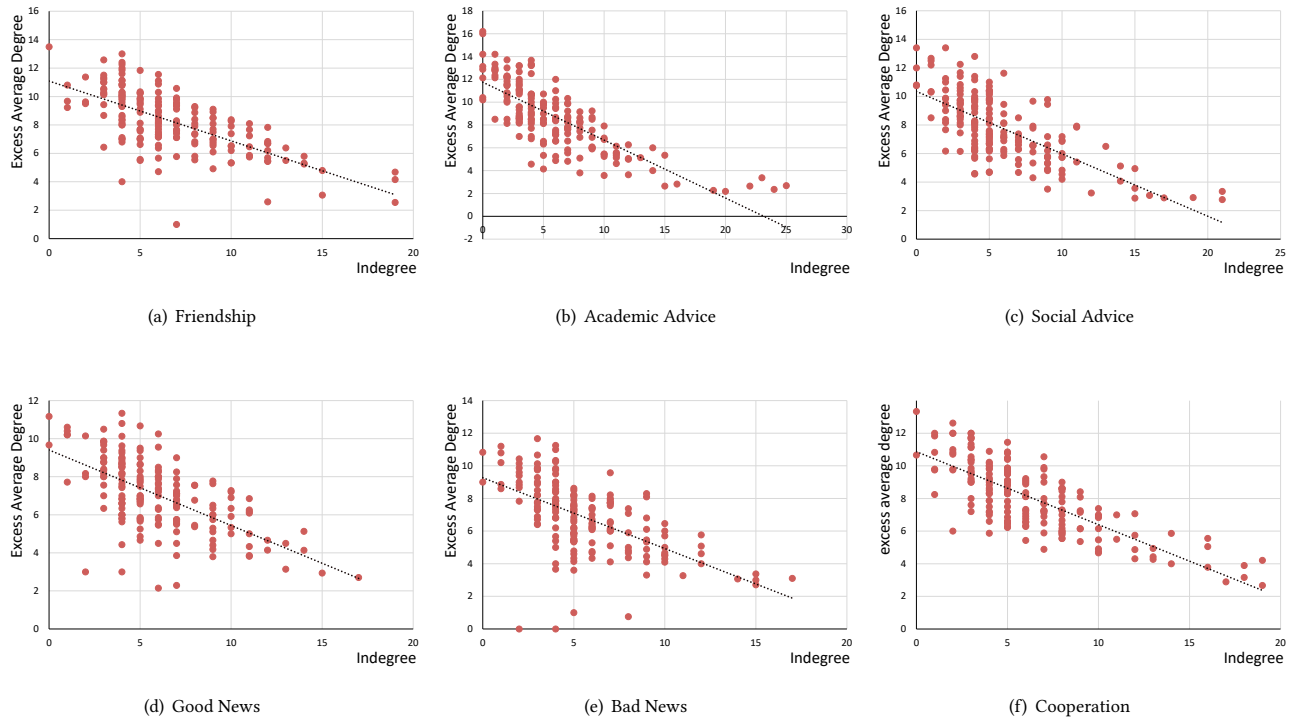 Excess Average Degree
16
14
12
10
8
6
4
2
0
0 5 10 15 20
Indegree
(a) Friendship
Excess Average Degree
18
16
14
12
10
8
6
4
2
0
-2
0 5 10 15 20 25 30
Indegree
(b) Academic Advice
Excess Average Degree
16
14
12
10
8
6
4
2
0
0 5 10 15 20 25
Indegree
(c) Social Advice
Excess Average Degree
12
10
8
6
4
2
0
0 5 10 15 20
Indegree
(d) Good News
Excess Average Degree
14
12
10
8
6
4
2
0
0 5 10 15 20
Indegree
(e) Bad News
excess average degree
14
12
10
8
6
4
2
0
0 5 10 15 20
Indegree
(f) Cooperation